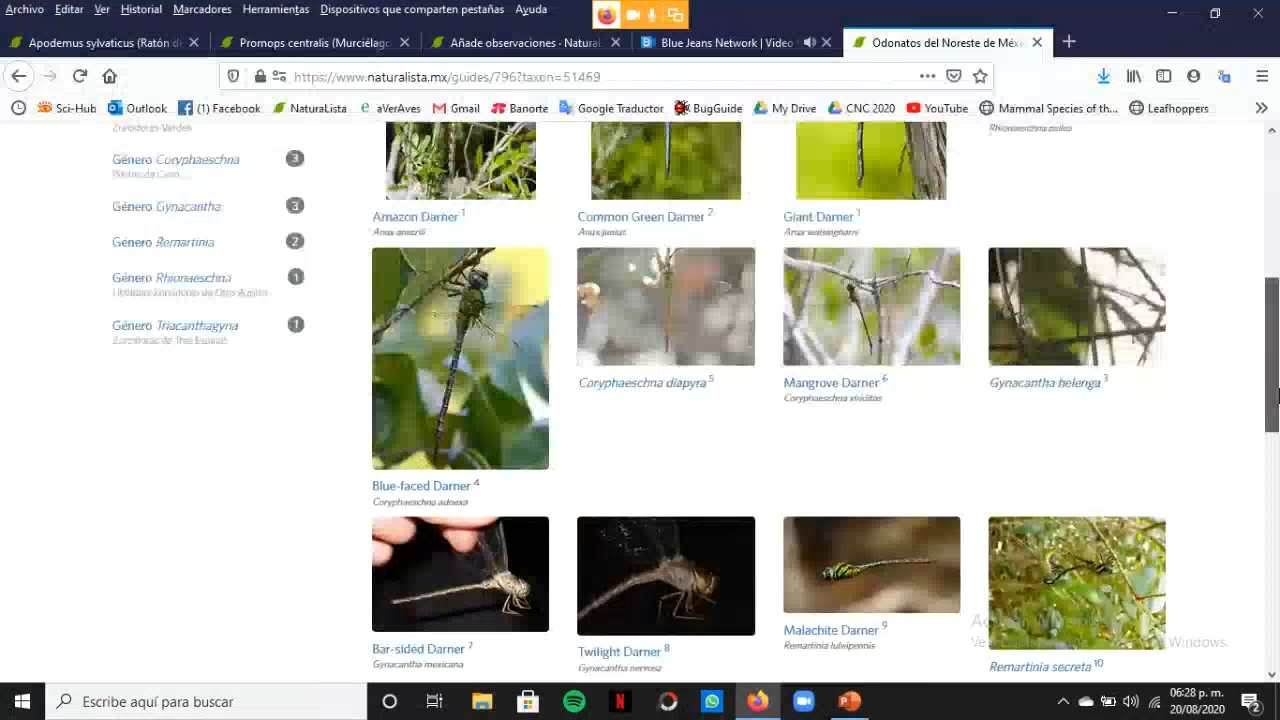 Archivo Editar Ver Historial Marcadores Herramientas Dispositivos que comparten pestañas Ayuda
Apodemus sylvaticus (Ratón de
Añade observaciones · Natural
Blue Jeans Network | Video
Odonatos del Noreste de Méxic
https://www.naturalista.mx/guides/796?taxon=51469
Sci-Hub Outlook (1) Facebook NaturaLista aVerAves Gmail Banorte Google Traductor BugGuide My Drive CNC 2020 YouTube Mammal Species of th... Leafhoppers
Género Coryphaeschna 3
Género Gynacantha 3
Género Remartinia 2
Género Rhionaeschna 1
Género Triacanthagyna 1
Amazon Darner 1
Anax amazili
Common Green Darner 2
Anax junius
Giant Darner 1
Anax walsinghami
Blue-faced Darner 4
Coryphaeschna adnexa
Coryphaeschna diapyra 5
Mangrove Darner 6
Coryphaeschna viriditas
Gynacantha helenga 3
Bar-sided Darner 7
Gynacantha mexicana
Twilight Darner 8
Gynacantha nervosa
Malachite Darner 9
Remartinia luteipennis
Remartinia secreta 10
Windows.
Escribe aquí para buscar
06:28 p. m.
20/08/2020
2